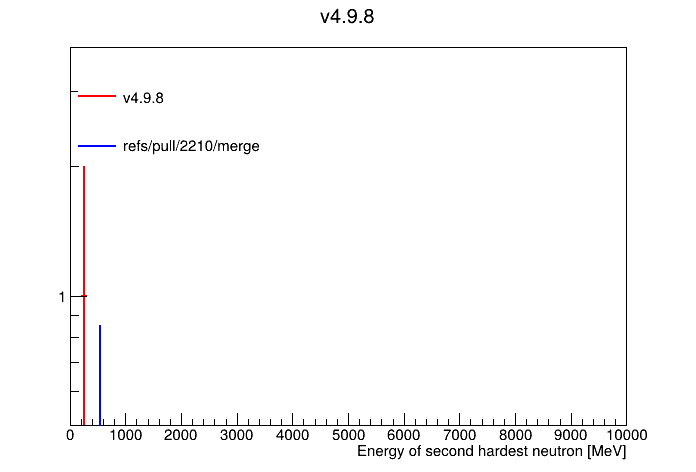 v4.9.8
v4.9.8
refs/pull/2210/merge
1
0 1000 2000 3000 4000 5000 6000 7000 8000 9000 10000
Energy of second hardest neutron [MeV]